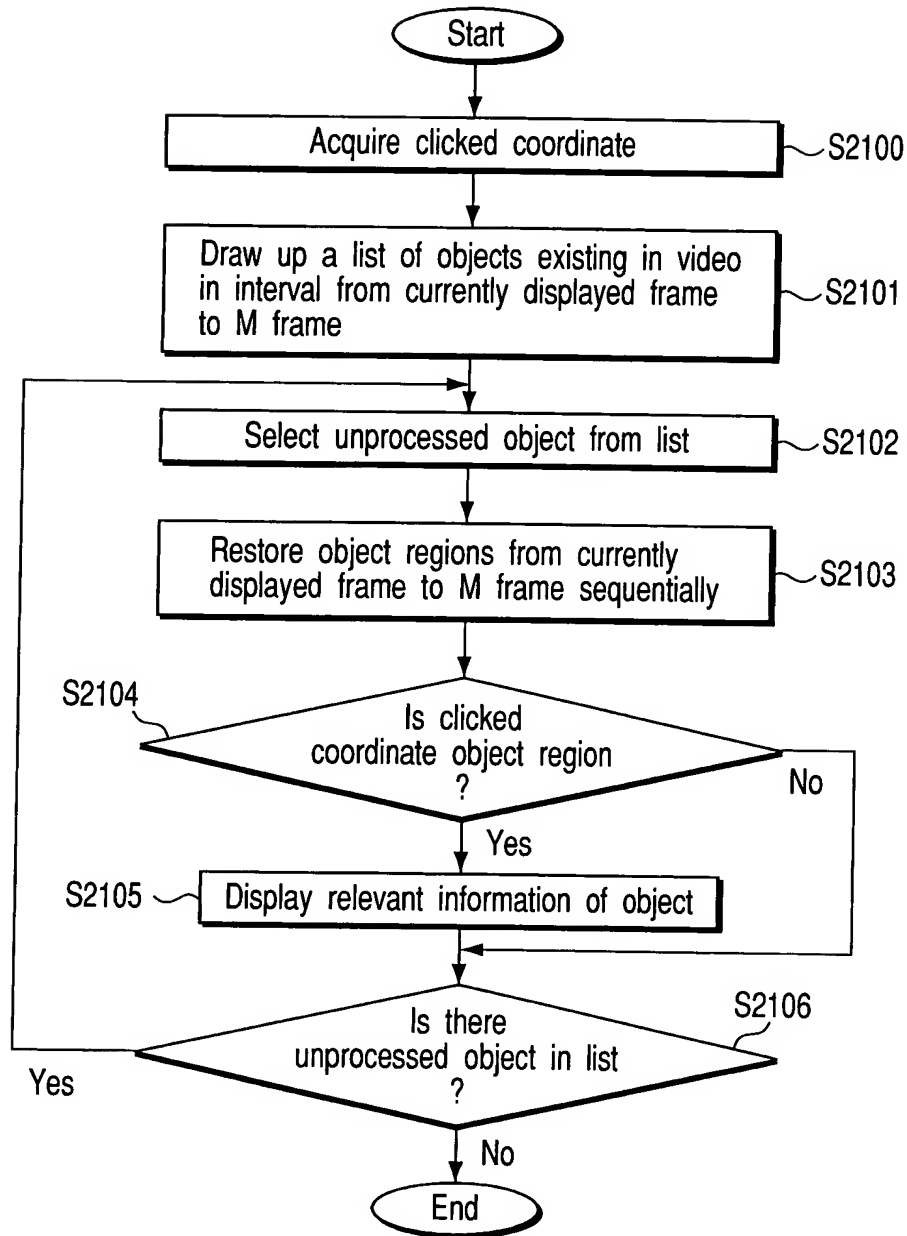 Start
Acquire clicked coordinate
S2100
Draw up a list of objects existing in video
in interval from currently displayed frame
to M frame
S2101
Select unprocessed object from list
S2102
Restore object regions from currently
displayed frame to M frame sequentially
S2103
S2104
Is clicked
coordinate object region
?
No
Yes
S2105
Display relevant information of object
S2106
Is there
unprocessed object in list
?
Yes
No
End